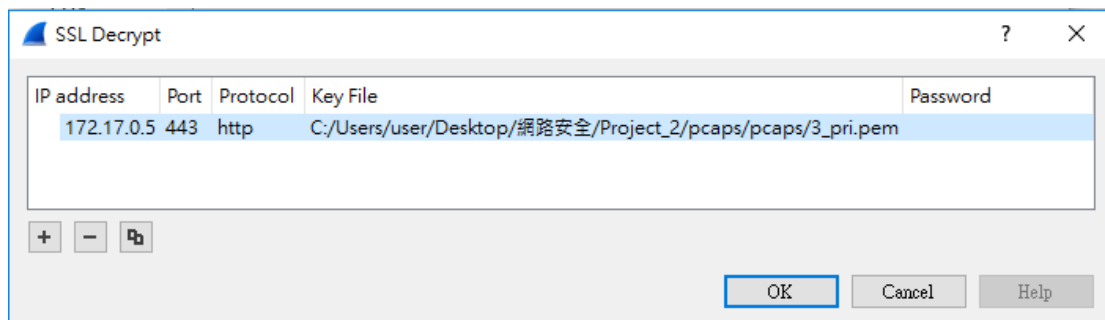 SSL Decrypt ? ×
IP address Port Protocol Key File Password
172.17.0.5 443 http C:/Users/user/Desktop/網路安全/Project_2/pcaps/pcaps/3_pri.pem
+ −
OK Cancel Help